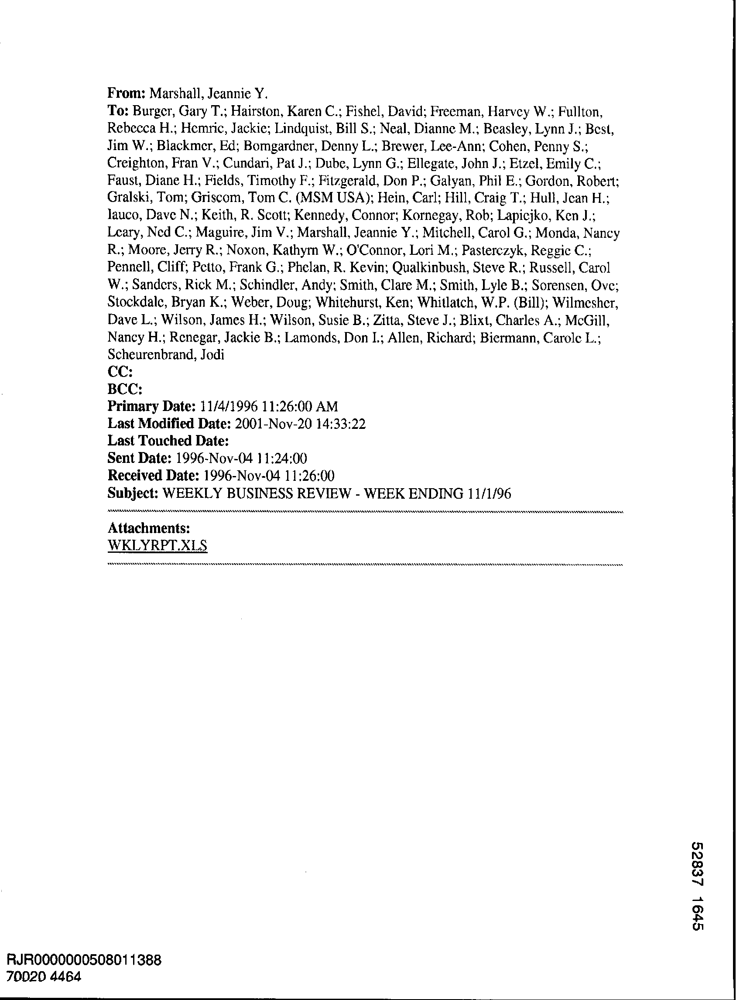 From: Marshall, Jeannie Y.
To: Burger, Gary T.; Hairston, Karen C.; Fishel, David; Freeman, Harvey W.; Fullton,
Rebecca H.; Hemric, Jackie; Lindquist, Bill S.; Neal, Dianne M.; Beasley, Lynn J.; Best,
Jim W.; Blackmer, Ed; Bomgardner, Denny L.; Brewer, Lee-Ann; Cohen, Penny S.;
Creighton, Fran V.; Cundari, Pat J.; Dube, Lynn G.; Ellegate, John J.; Etzel, Emily C.;
Faust, Diane H.; Fields, Timothy F.; Fitzgerald, Don P.; Galyan, Phil E.; Gordon, Robert;
Gralski, Tom; Griscom, Tom C. (MSM USA); Hein, Carl; Hill, Craig T.; Hull, Jean H.;
Iauco, Dave N.; Keith, R. Scott; Kennedy, Connor; Kornegay, Rob; Lapiejko, Ken J.;
Leary, Ned C.; Maguire, Jim V.; Marshall, Jeannie Y.; Mitchell, Carol G.; Monda, Nancy
R.; Moore, Jerry R.; Noxon, Kathyrn W.; O'Connor, Lori M.; Pasterczyk, Reggie C.;
Pennell, Cliff; Petto, Frank G.; Phelan, R. Kevin; Qualkinbush, Steve R.; Russell, Carol
W.; Sanders, Rick M.; Schindler, Andy; Smith, Clare M.; Smith, Lyle B.; Sorensen, Ove;
Stockdale, Bryan K.; Weber, Doug; Whitehurst, Ken; Whitlatch, W.P. (Bill); Wilmesher,
Dave L.; Wilson, James H.; Wilson, Susie B.; Zitta, Steve J.; Blixt, Charles A.; McGill,
Nancy H.; Renegar, Jackie B.; Lamonds, Don I.; Allen, Richard; Biermann, Carole L.;
Scheurenbrand, Jodi
CC:
BCC:
Primary Date: 11/4/1996 11:26:00 AM
Last Modified Date: 2001-Nov-20 14:33:22
Last Touched Date:
Sent Date: 1996-Nov-04 11:24:00
Received Date: 1996-Nov-04 11:26:00
Subject: WEEKLY BUSINESS REVIEW - WEEK ENDING 11/1/96
Attachments:
WKLYRPT.XLS
52837 1645
RJR0000000508011388
70020 4464